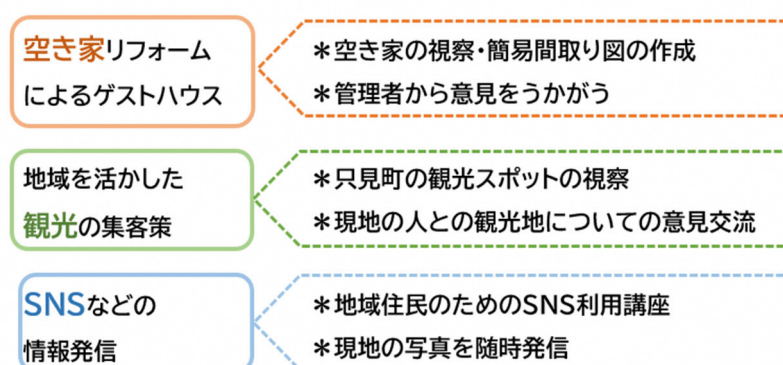 空き家リフォーム
によるゲストハウス
＊空き家の視察・簡易間取り図の作成
＊管理者から意見をうかがう
地域を活かした
観光の集客策
＊只見町の観光スポットの視察
＊現地の人との観光地についての意見交流
SNSなどの
情報発信
＊地域住民のためのSNS利用講座
＊現地の写真を随時発信